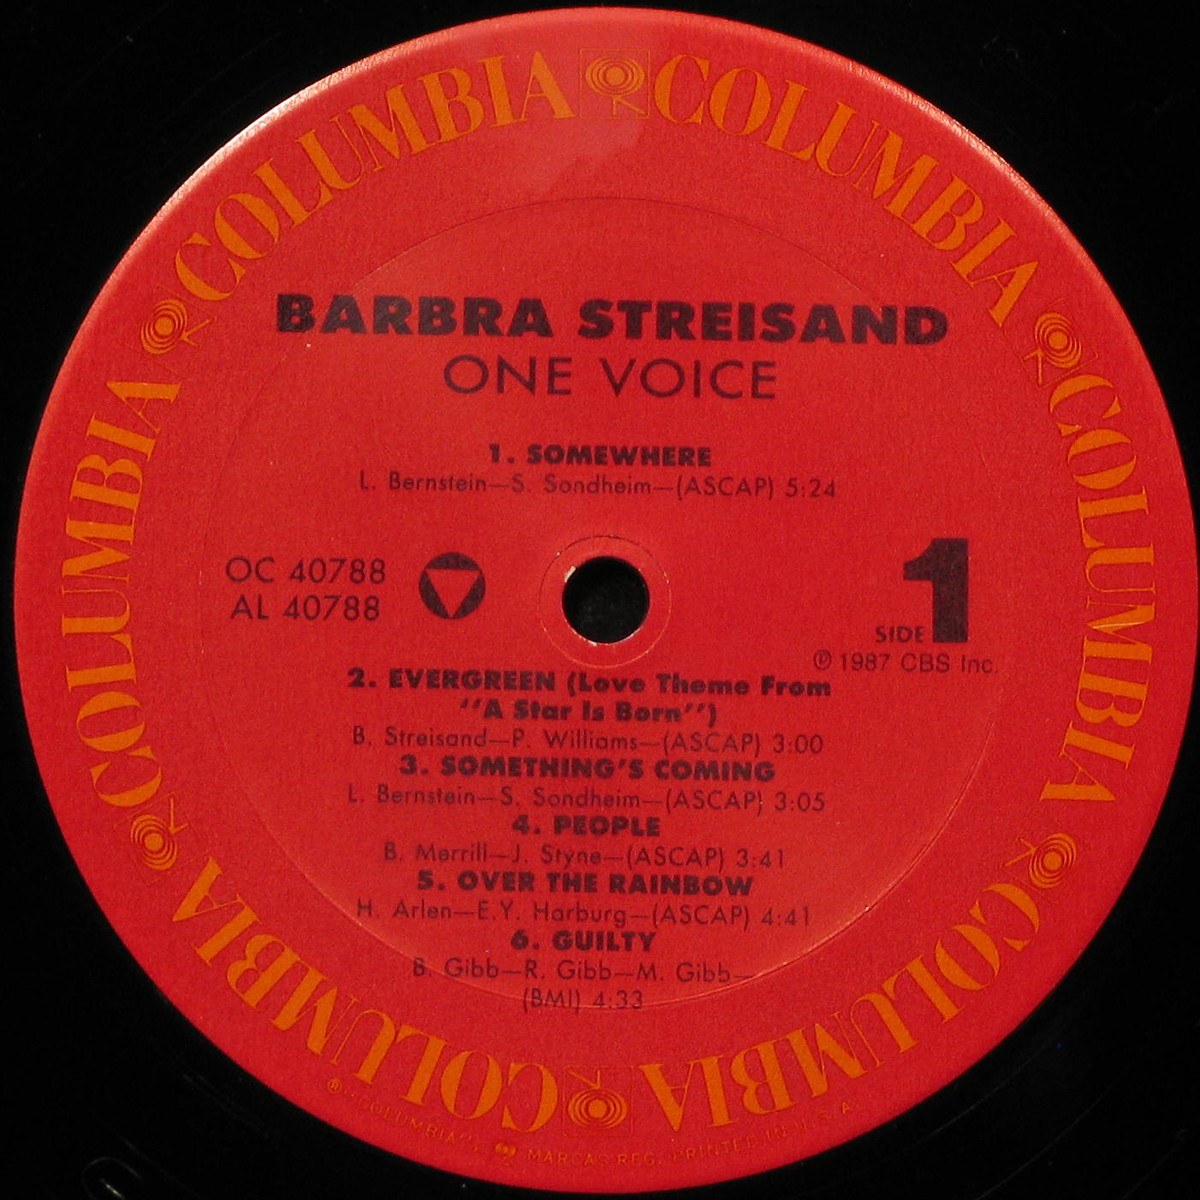 COLUMBIA COLUMBIA COLUMBIA COLUMBIA COLUMBIA COLUMBIA COLUMBIA
BARBRA STREISAND
ONE VOICE
1. SOMEWHERE
L. Bernstein—S. Sondheim—(ASCAP) 5:24
OC 40788
AL 40788
1
SIDE
℗ 1987 CBS Inc.
2. EVERGREEN (Love Theme From
"A Star Is Born")
B. Streisand—P. Williams—(ASCAP) 3:00
3. SOMETHING'S COMING
L. Bernstein—S. Sondheim—(ASCAP) 3:05
4. PEOPLE
B. Merrill—J. Styne—(ASCAP) 3:41
5. OVER THE RAINBOW
H. Arlen—E.Y. Harburg—(ASCAP) 4:41
6. GUILTY
B. Gibb—R. Gibb—M. Gibb—
(BMI) 4:33
® "COLUMBIA", MARCAS REG. PRINTED IN U.S.A.